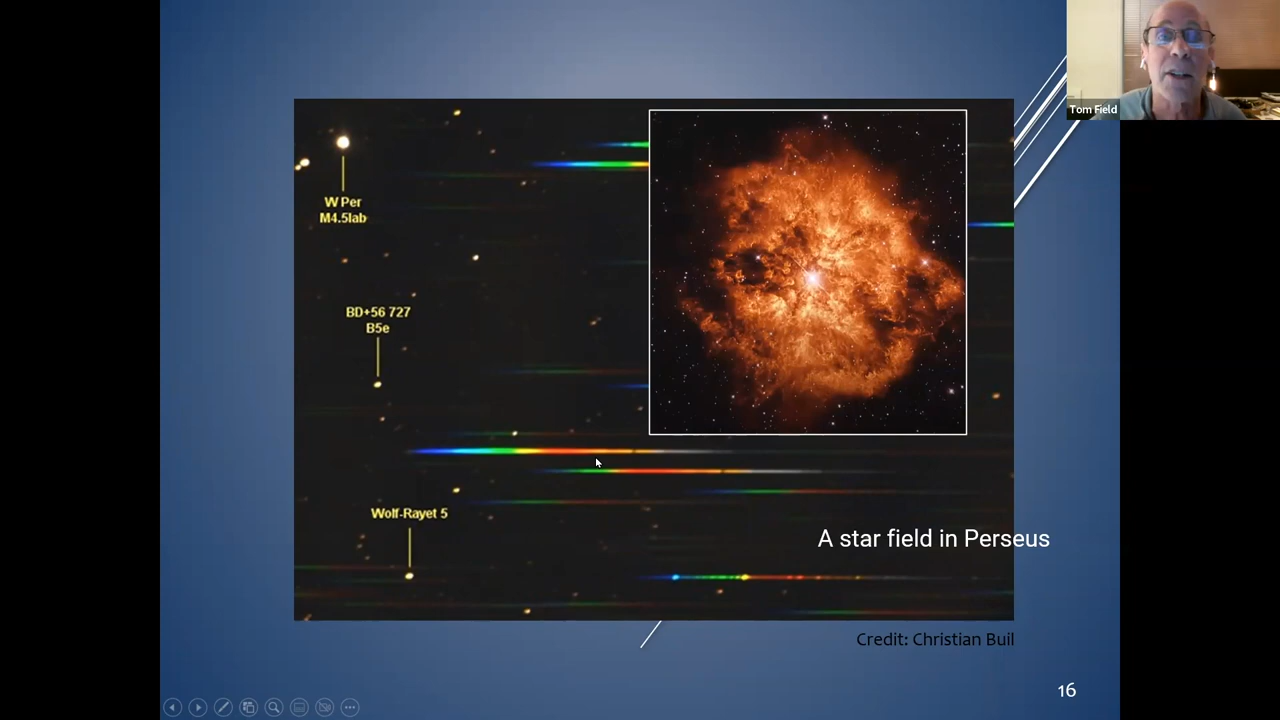 Tom Field
W Per
M4.5Iab
BD+56 727
B5e
Wolf-Rayet 5
A star field in Perseus
Credit: Christian Buil
16